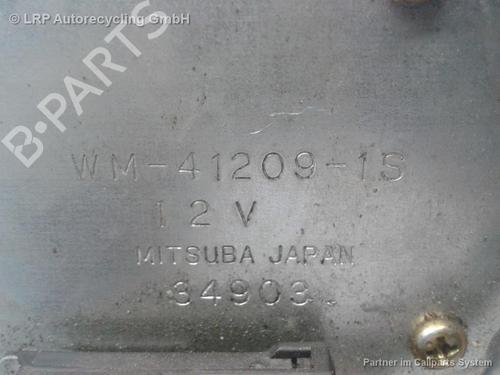 © LRP Autorecycling GmbH
B-PARTS
WM-41209-1S
12V
MITSUBA JAPAN
34903
Partner im Callparts System